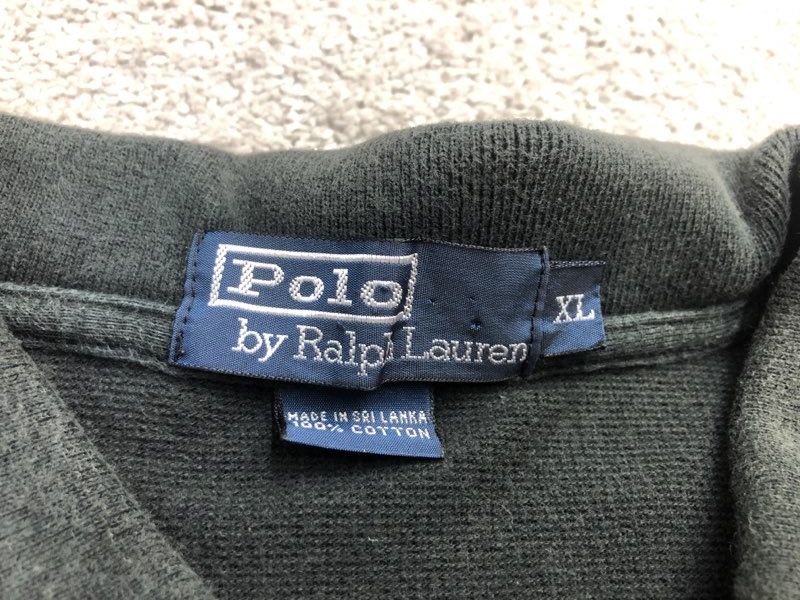 Polo
by Ralph Lauren
XL
MADE IN SRI LANKA
100% COTTON